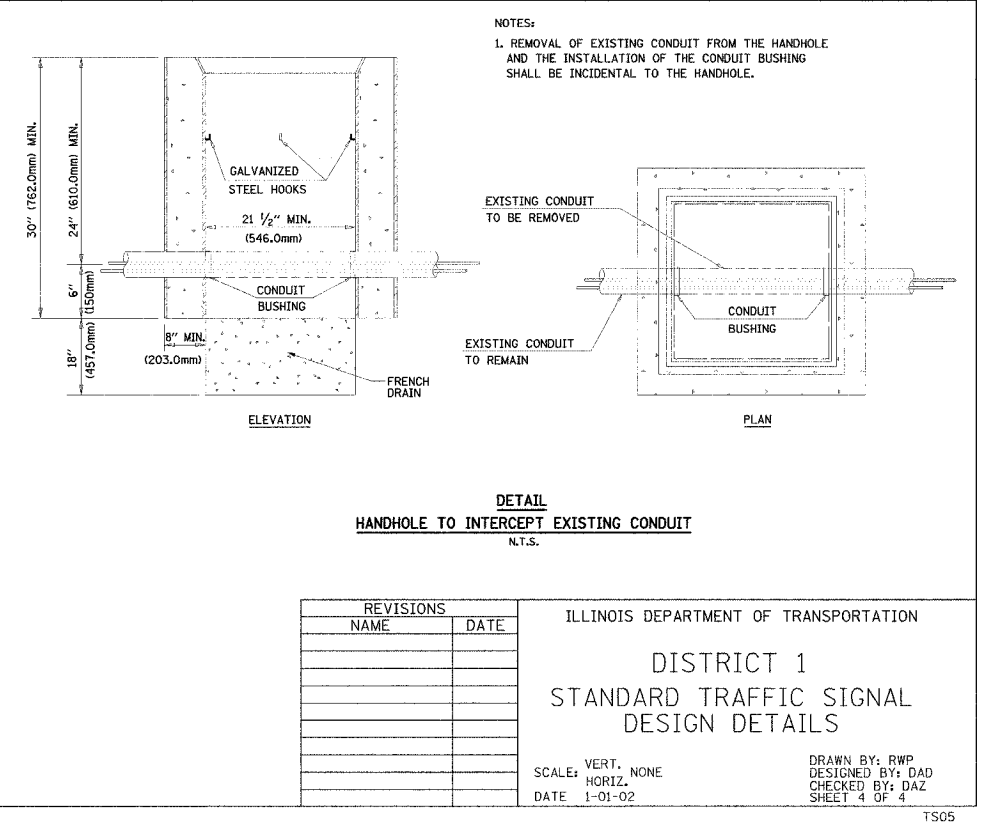 NOTES:
1. REMOVAL OF EXISTING CONDUIT FROM THE HANDHOLE
AND THE INSTALLATION OF THE CONDUIT BUSHING
SHALL BE INCIDENTAL TO THE HANDHOLE.
30" (762.0mm) MIN.
24" (610.0mm) MIN.
6"
(150mm)
18"
(457.0mm)
GALVANIZED
STEEL HOOKS
21 1/2" MIN.
(546.0mm)
CONDUIT
BUSHING
8" MIN.
(203.0mm)
FRENCH
DRAIN
ELEVATION
EXISTING CONDUIT
TO BE REMOVED
CONDUIT
BUSHING
EXISTING CONDUIT
TO REMAIN
PLAN
DETAIL
HANDHOLE TO INTERCEPT EXISTING CONDUIT
N.T.S.
REVISIONS
NAME DATE
ILLINOIS DEPARTMENT OF TRANSPORTATION
DISTRICT 1
STANDARD TRAFFIC SIGNAL
DESIGN DETAILS
SCALE: VERT. NONE
HORIZ.
DATE 1-01-02
DRAWN BY: RWP
DESIGNED BY: DAD
CHECKED BY: DAZ
SHEET 4 OF 4
TS05